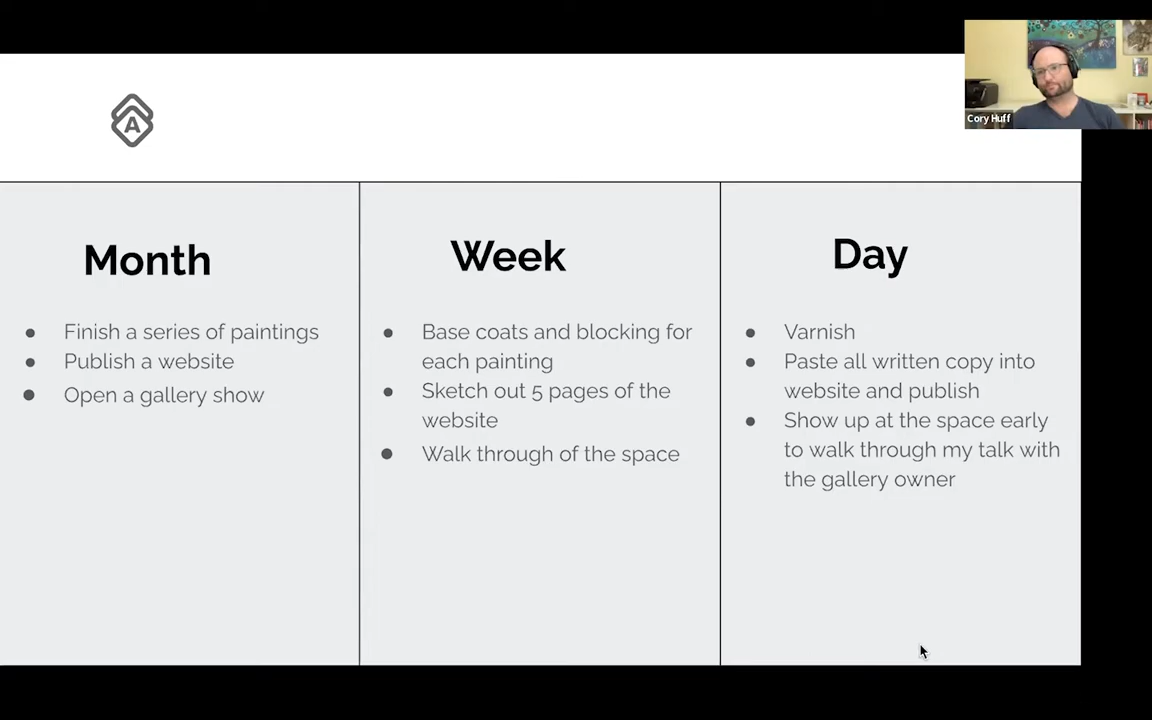 Cory Huff
A
Month
Finish a series of paintings
Publish a website
Open a gallery show
Week
Base coats and blocking for
each painting
Sketch out 5 pages of the
website
Walk through of the space
Day
Varnish
Paste all written copy into
website and publish
Show up at the space early
to walk through my talk with
the gallery owner